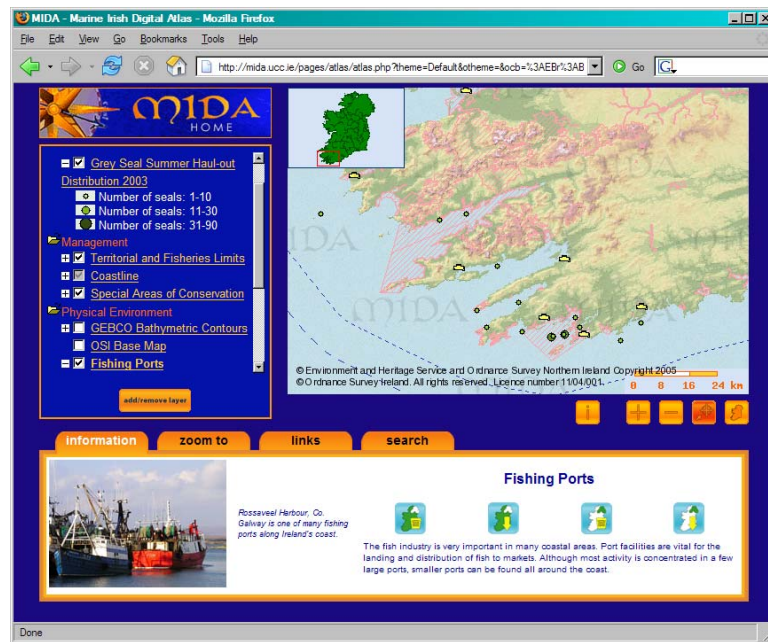 MIDA - Marine Irish Digital Atlas - Mozilla Firefox
File Edit View Go Bookmarks Tools Help
http://mida.ucc.ie/pages/atlas/atlas.php?theme=Default&otheme=&ocb=%3AEBr%3AB
Go
G
MIDA
HOME
Grey Seal Summer Haul-out
Distribution 2003
Number of seals: 1-10
Number of seals: 11-30
Number of seals: 31-90
Management
Territorial and Fisheries Limits
Coastline
Special Areas of Conservation
Physical Environment
GEBCO Bathymetric Contours
OSI Base Map
Fishing Ports
add/remove layer
IDA
MIDA
MIDA
© Environment and Heritage Service and Ordnance Survey Northern Ireland Copyright 2005
© Ordnance Survey Ireland. All rights reserved. Licence number 11/04/001.
0 8 16 24 km
i
information zoom to links search
Rossaveel Harbour, Co.
Galway is one of many fishing
ports along Ireland's coast.
Fishing Ports
The fish industry is very important in many coastal areas. Port facilities are vital for the
landing and distribution of fish to markets. Although most activity is concentrated in a few
large ports, smaller ports can be found all around the coast.
Done